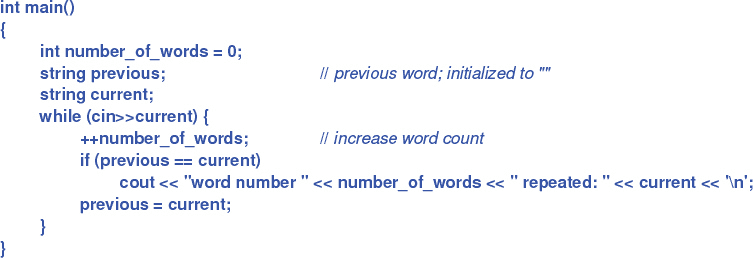 int main()
{
int number_of_words = 0;
string previous; // previous word; initialized to ""
string current;
while (cin>>current) {
++number_of_words; // increase word count
if (previous == current)
cout << "word number " << number_of_words << " repeated: " << current << '\n';
previous = current;
}
}